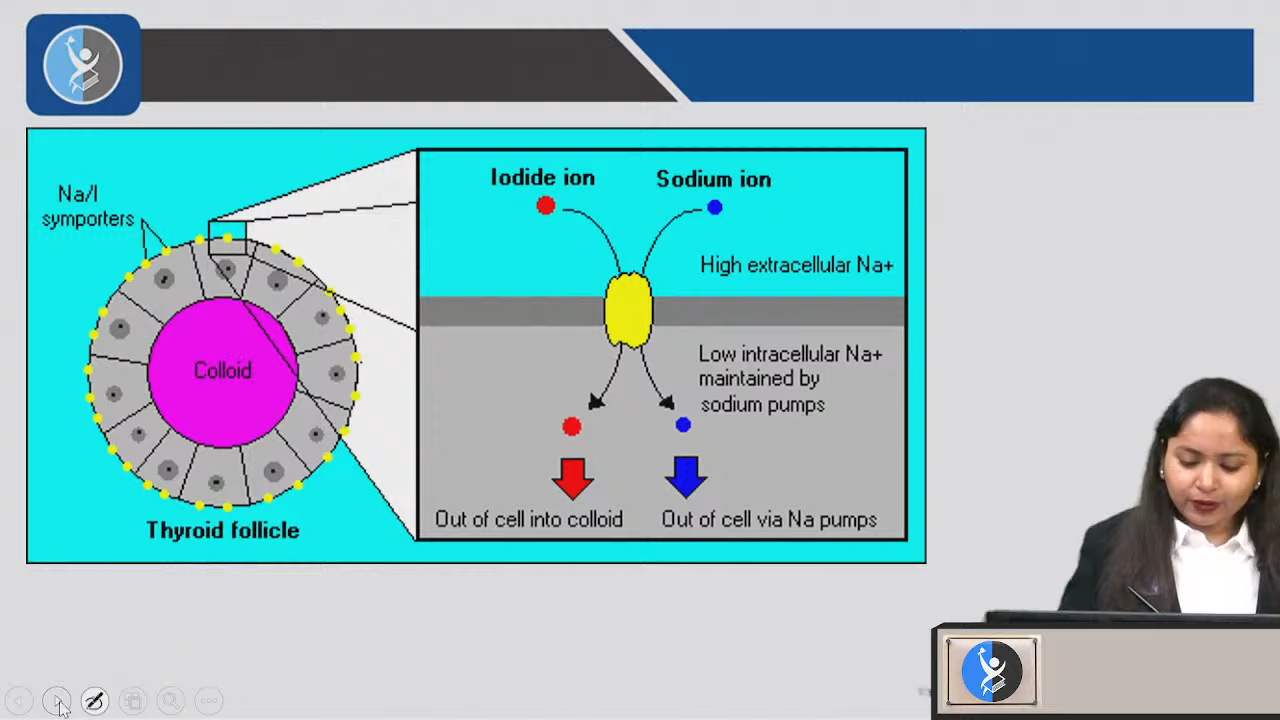 Na/I
symporters
Colloid
Thyroid follicle
Iodide ion
Sodium ion
High extracellular Na+
Low intracellular Na+
maintained by
sodium pumps
Out of cell into colloid
Out of cell via Na pumps